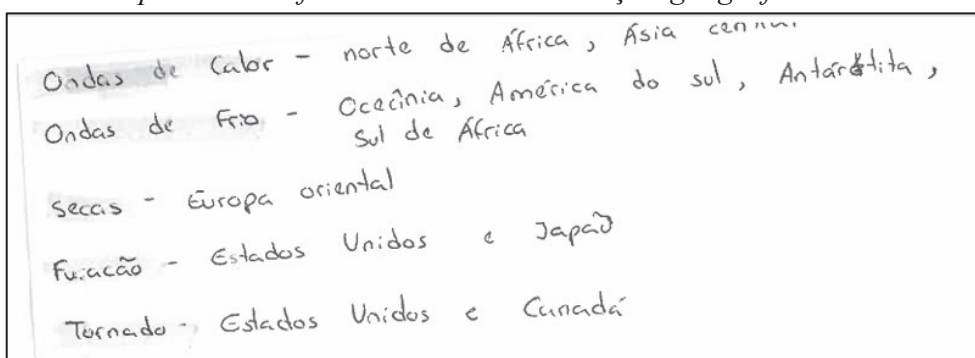 Ondas de Calor - norte de África, Ásia
Ondas de Frio - Oceânia, América do sul, Antárctita,
Sul de África
Secas - Europa oriental
Furacão - Estados Unidos e Japão
Tornado - Estados Unidos e Canadá